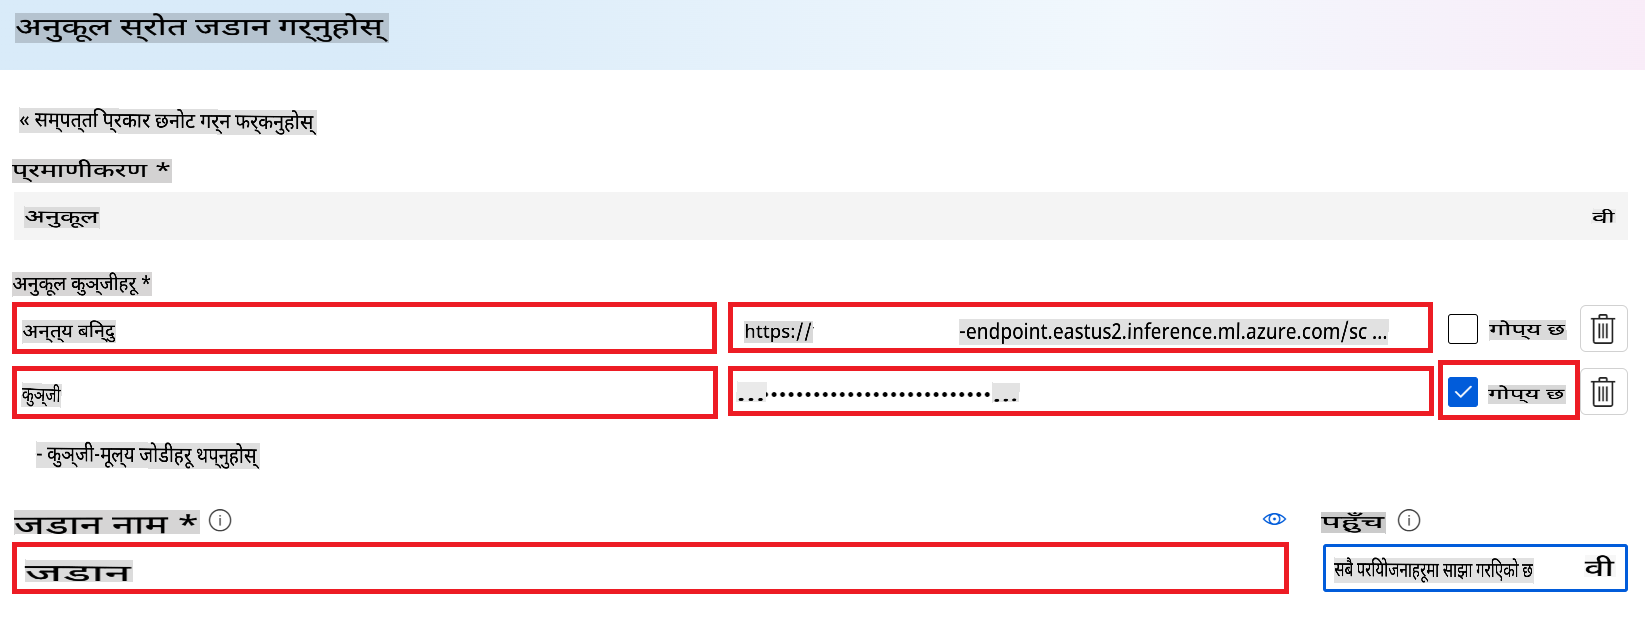 अनुकूल स्रोत जडान गर्नुहोस्
« सम्पत्ति प्रकार छनोट गर्न फर्कनुहोस्
प्रमाणीकरण *
अनुकूल वी
अनुकूल कुञ्जीहरू *
अन्त्य बिन्दु https:// -endpoint.eastus2.inference.ml.azure.com/sc ... गोप्य छ
कुञ्जी ...••••••••••••••••••••••••••... गोप्य छ
- कुञ्जी-मूल्य जोडीहरू थप्नुहोस्
जडान नाम * पहुँच
जडान सबै परियोजनाहरूमा साझा गरिएको छ वी